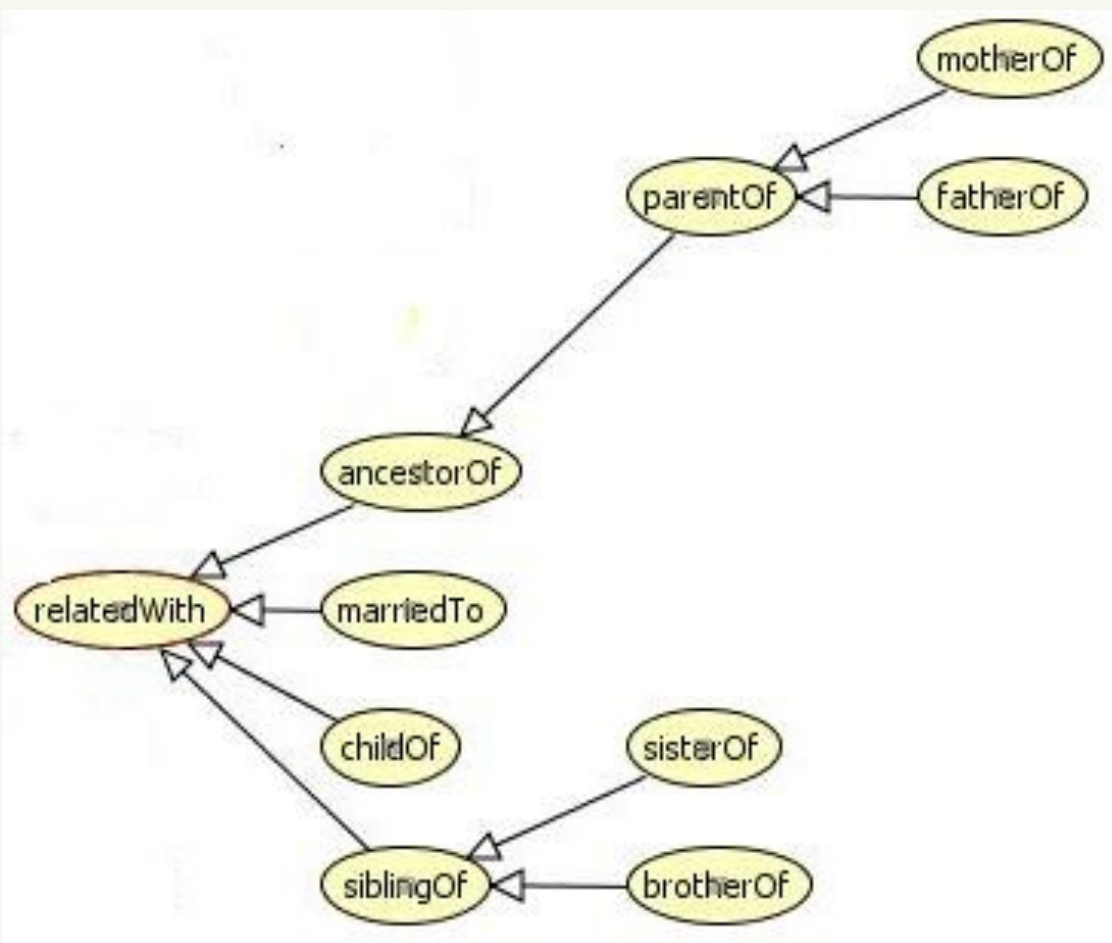 motherOf
parentOf
fatherOf
ancestorOf
relatedWith
marriedTo
childOf
sisterOf
siblingOf
brotherOf